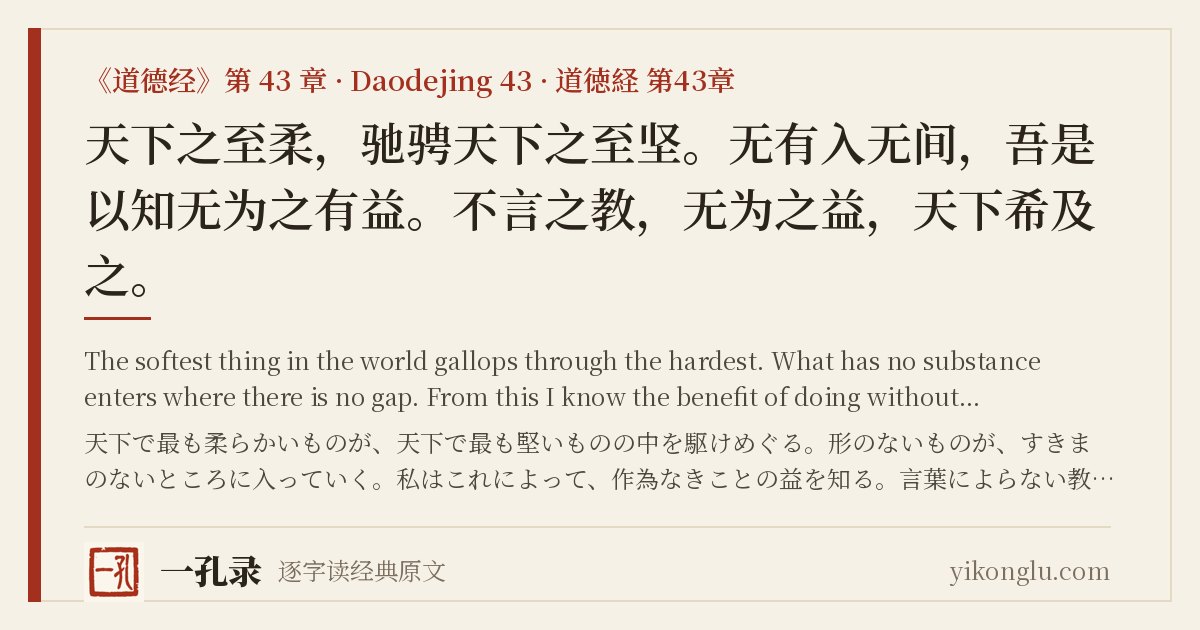 《道德经》第 43 章 · Daodejing 43 · 道徳経 第43章
天下之至柔，驰骋天下之至坚。无有入无间，吾是
以知无为之有益。不言之教，无为之益，天下希及
之。
The softest thing in the world gallops through the hardest. What has no substance
enters where there is no gap. From this I know the benefit of doing without...
天下で最も柔らかいものが、天下で最も堅いものの中を駆けめぐる。形のないものが、すきま
のないところに入っていく。私はこれによって、作為なきことの益を知る。言葉によらない教…
一孔
一孔录 逐字读经典原文 yikonglu.com